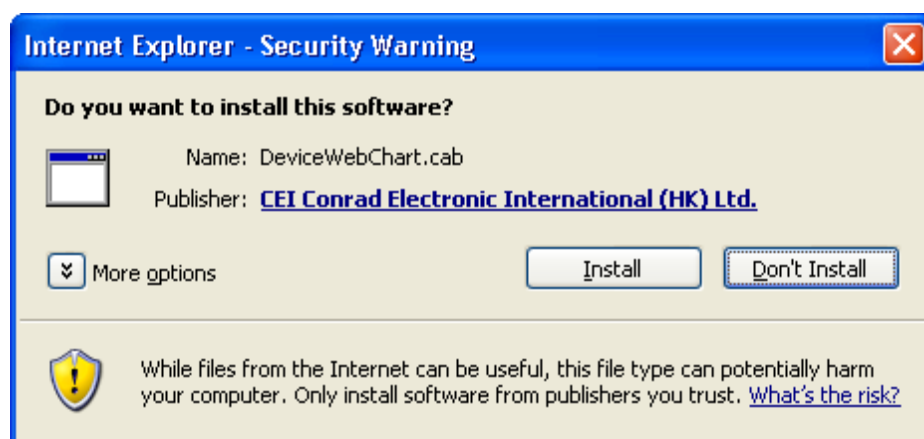 Internet Explorer - Security Warning
Do you want to install this software?
Name: DeviceWebChart.cab
Publisher: CEI Conrad Electronic International (HK) Ltd.
More options
Install
Don't Install
While files from the Internet can be useful, this file type can potentially harm
your computer. Only install software from publishers you trust. What's the risk?